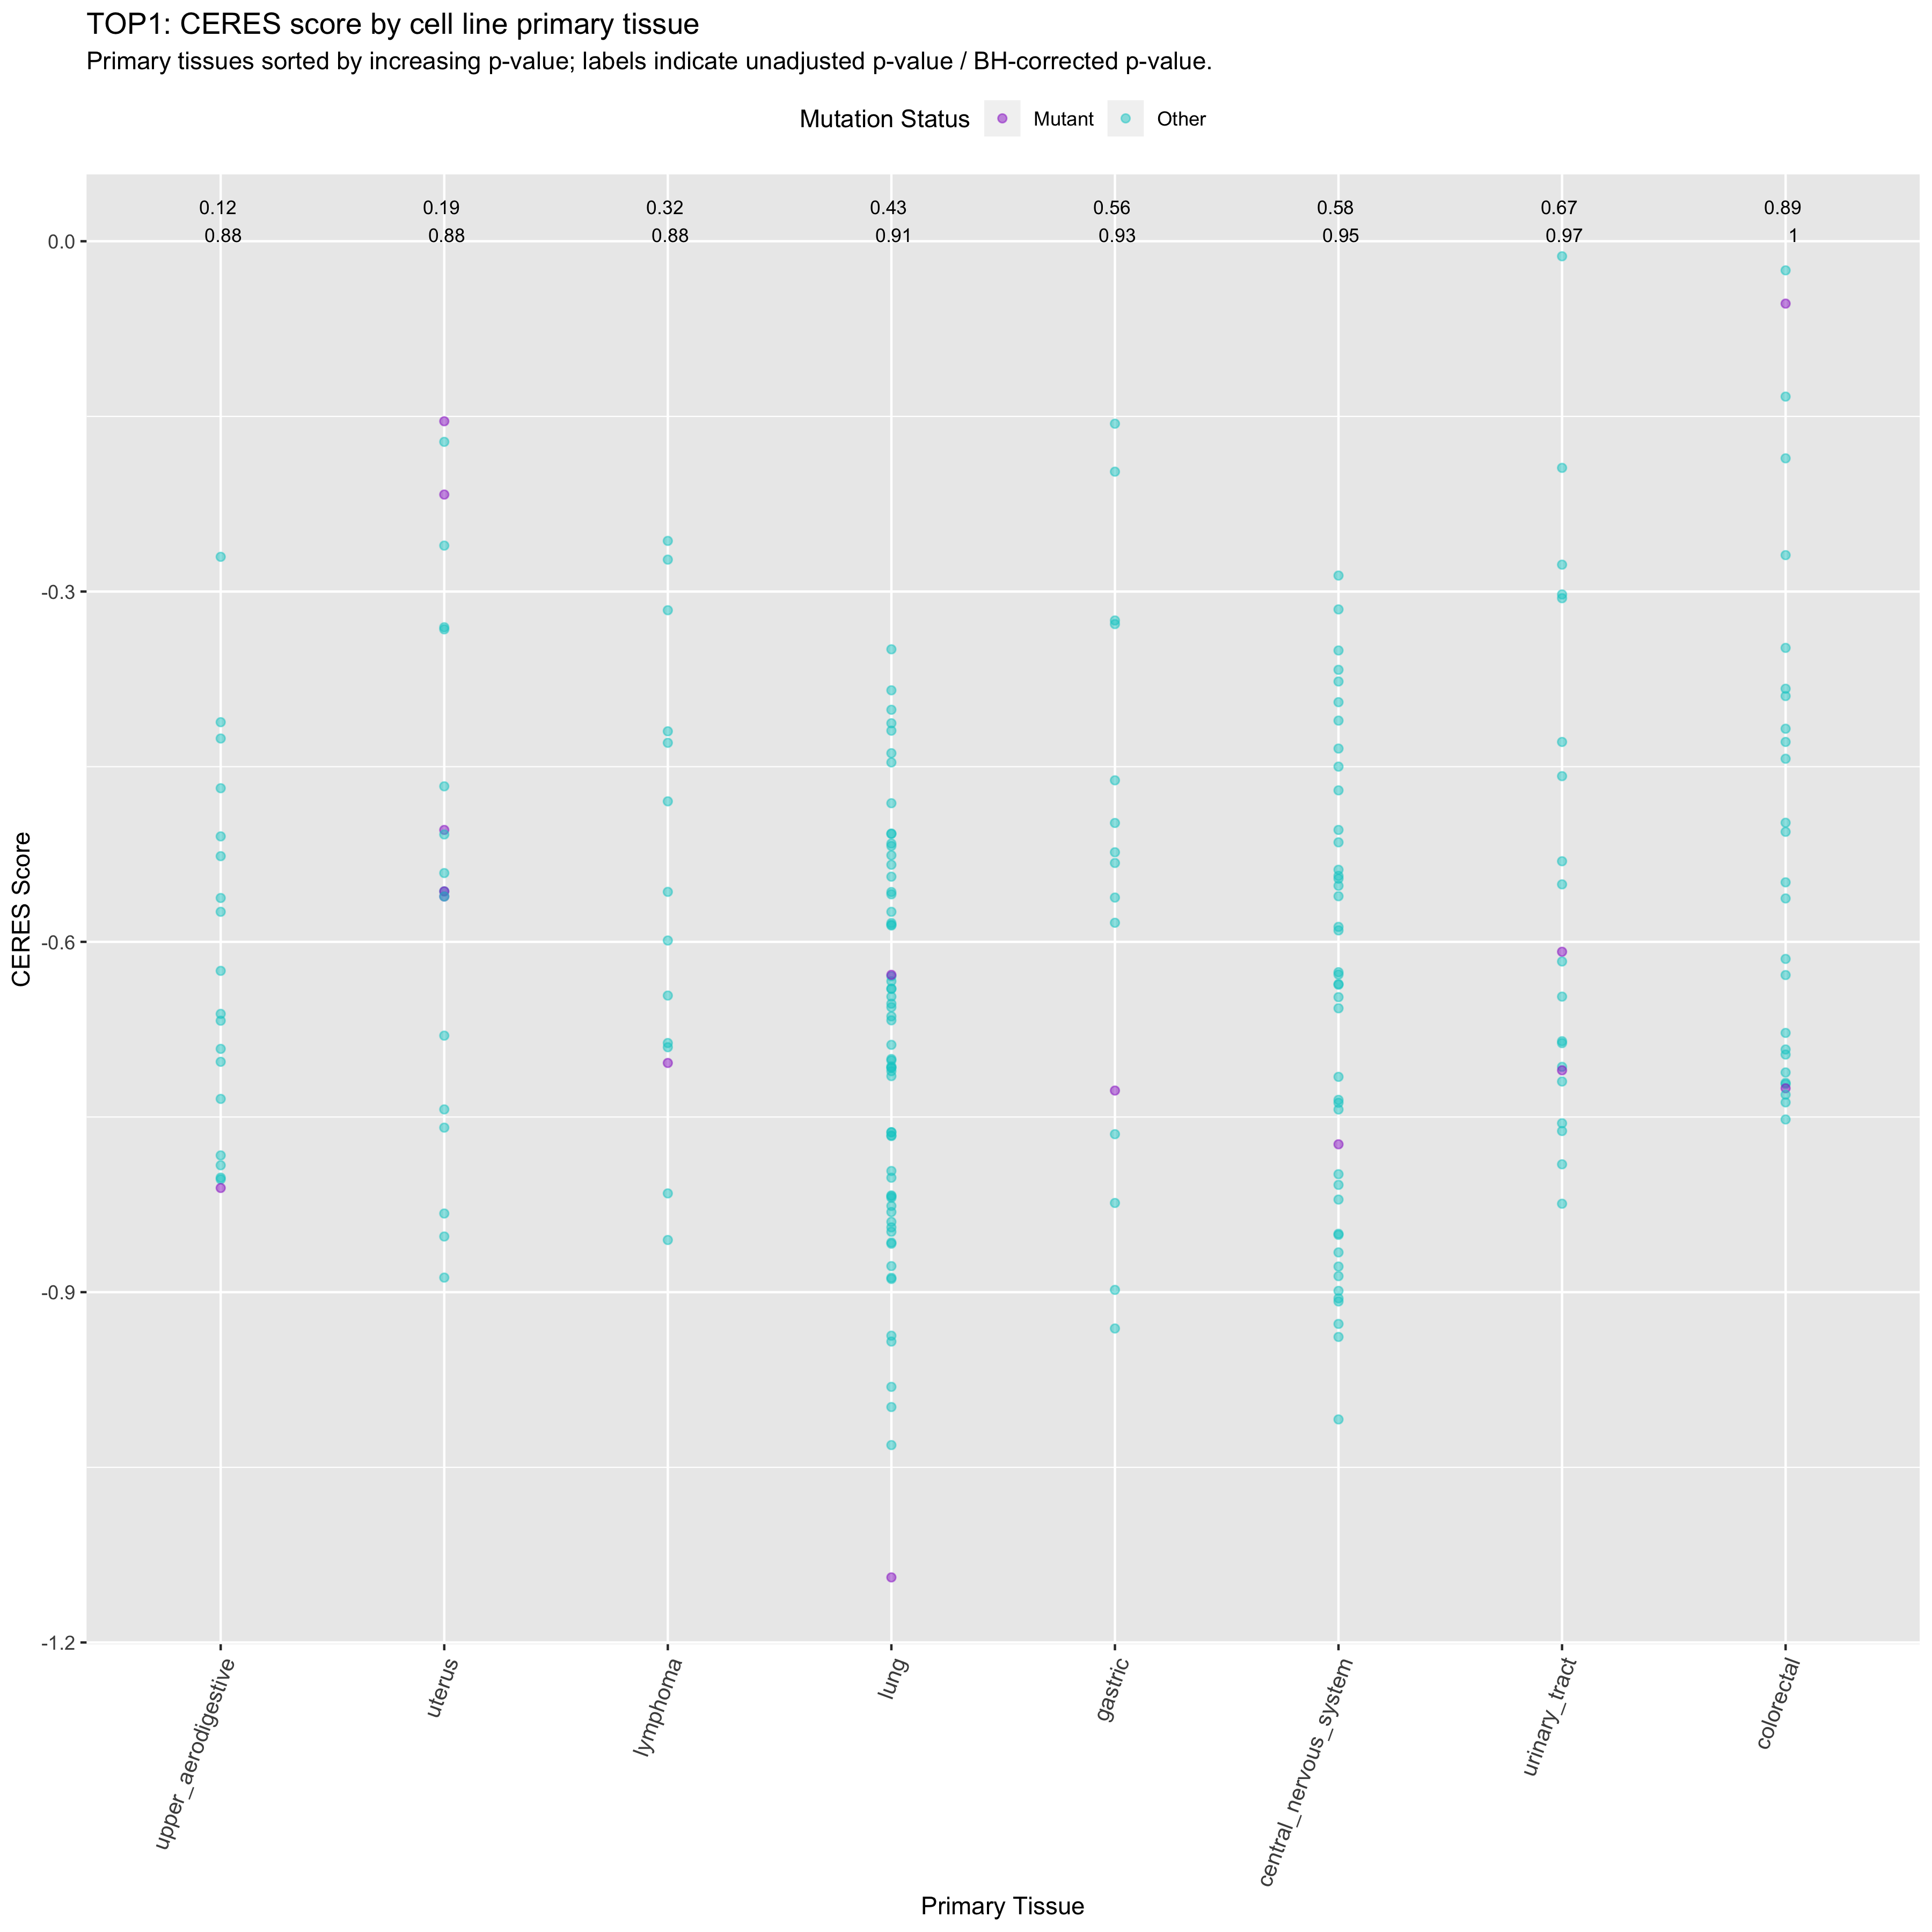 TOP1: CERES score by cell line primary tissue
Primary tissues sorted by increasing p-value; labels indicate unadjusted p-value / BH-corrected p-value.
Mutation Status Mutant Other
0.12 0.19 0.32 0.43 0.56 0.58 0.67 0.89
0.88 0.88 0.88 0.91 0.93 0.95 0.97 1
0.0
-0.3
-0.6
-0.9
-1.2
CERES Score
upper_aerodigestive
uterus
lymphoma
lung
gastric
central_nervous_system
urinary_tract
colorectal
Primary Tissue